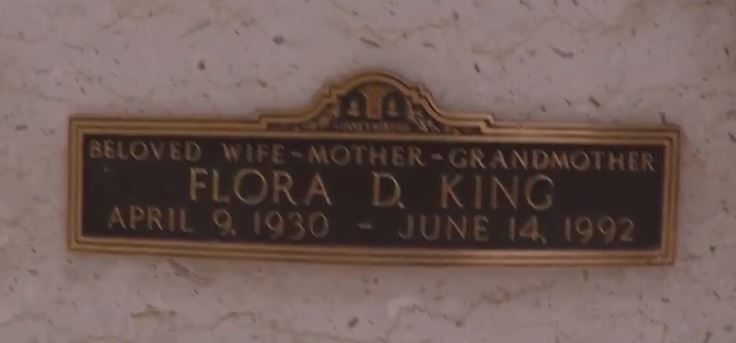 BELOVED WIFE-MOTHER-GRANDMOTHER
FLORA D. KING
APRIL 9, 1930 - JUNE 14, 1992